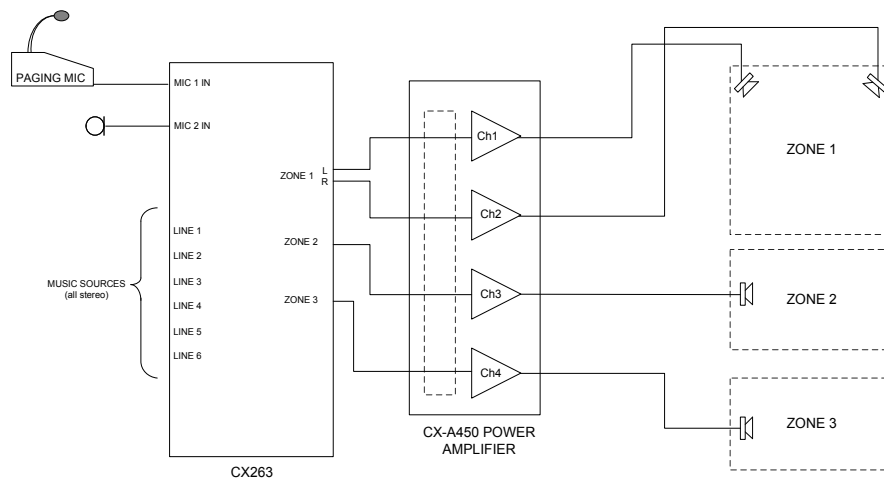 PAGING MIC
MIC 1 IN
MIC 2 IN
ZONE 1
L
R
ZONE 2
ZONE 3
LINE 1
LINE 2
LINE 3
LINE 4
LINE 5
LINE 6
MUSIC SOURCES
(all stereo)
CX263
Ch1
Ch2
Ch3
Ch4
CX-A450 POWER
AMPLIFIER
ZONE 1
ZONE 2
ZONE 3